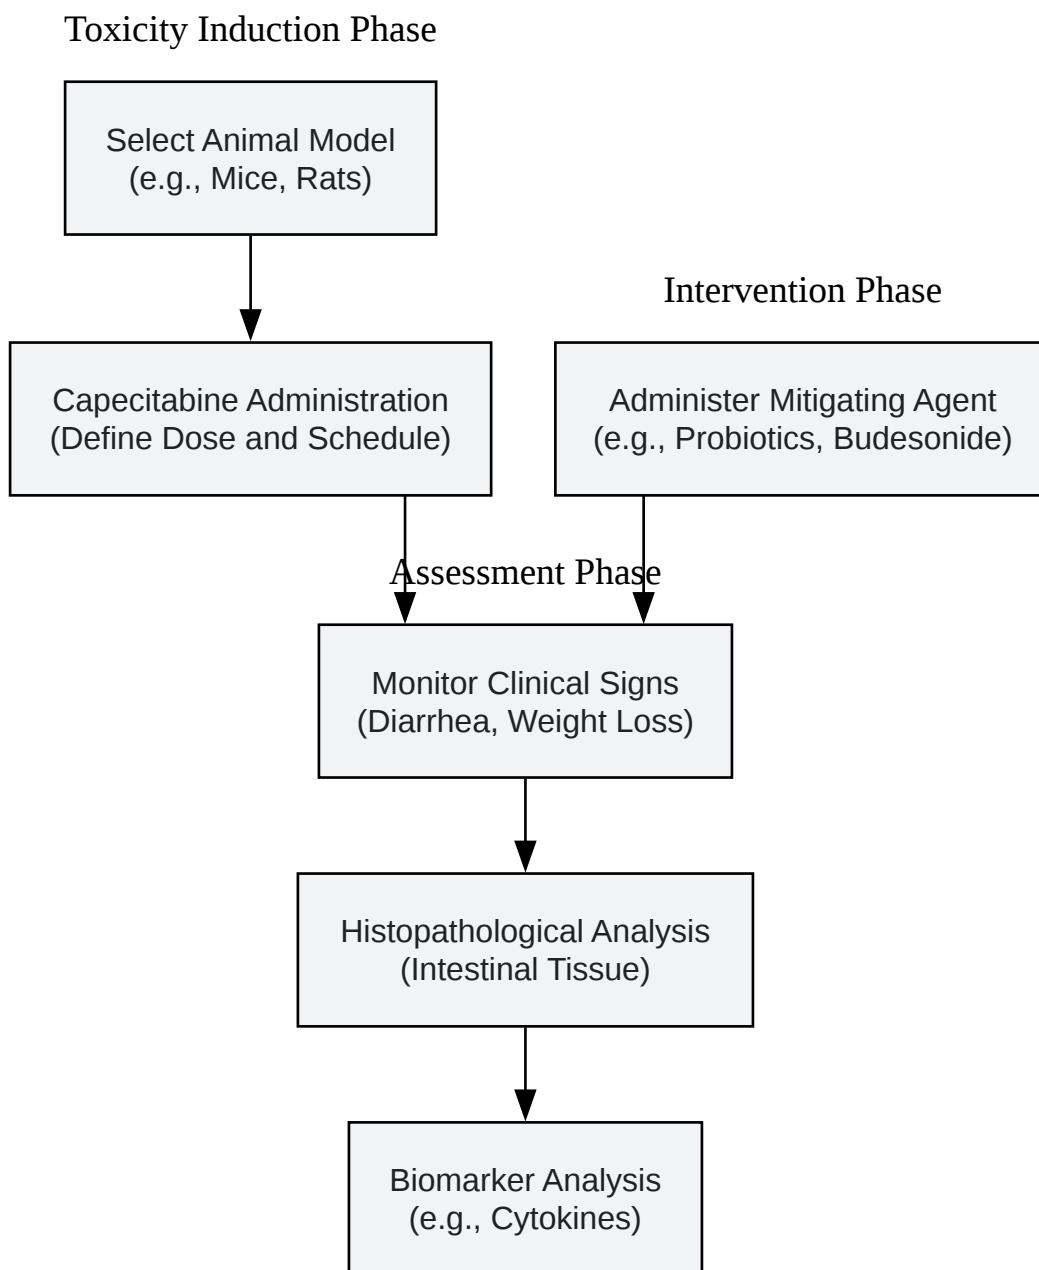 Toxicity Induction Phase
Select Animal Model
(e.g., Mice, Rats)
Intervention Phase
Capecitabine Administration
(Define Dose and Schedule)
Administer Mitigating Agent
(e.g., Probiotics, Budesonide)
Assessment Phase
Monitor Clinical Signs
(Diarrhea, Weight Loss)
Histopathological Analysis
(Intestinal Tissue)
Biomarker Analysis
(e.g., Cytokines)